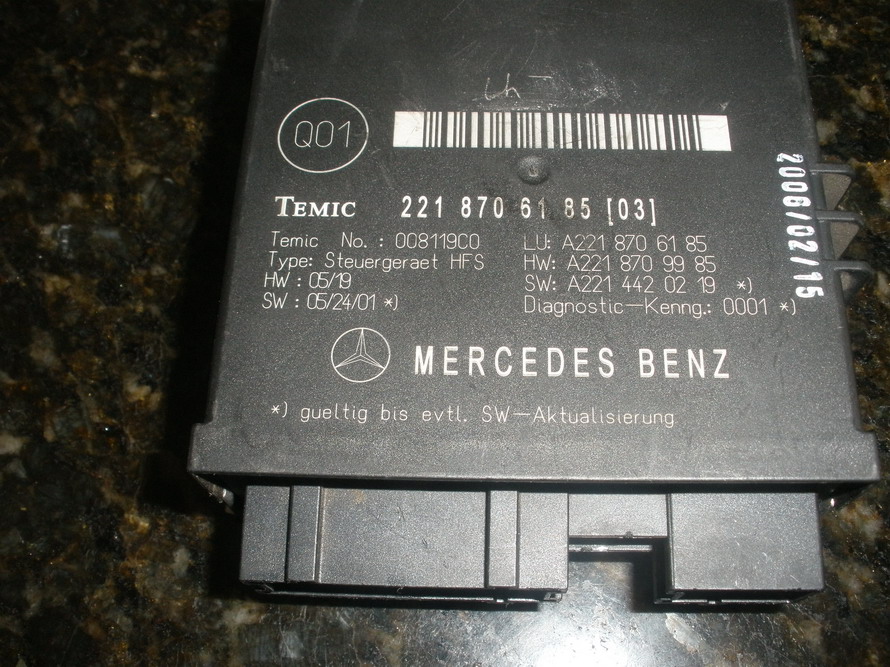 Q01
TEMIC 221 870 61 85 [03]
Temic No.: 008119C0
Type: Steuergeraet HFS
HW : 05/19
SW : 05/24/01 *)
LU: A221 870 61 85
HW: A221 870 99 85
SW: A221 442 02 19 *)
Diagnostic-Kenng.: 0001 *)
MERCEDES BENZ
*) gueltig bis evtl. SW-Aktualisierung
2006/02/15